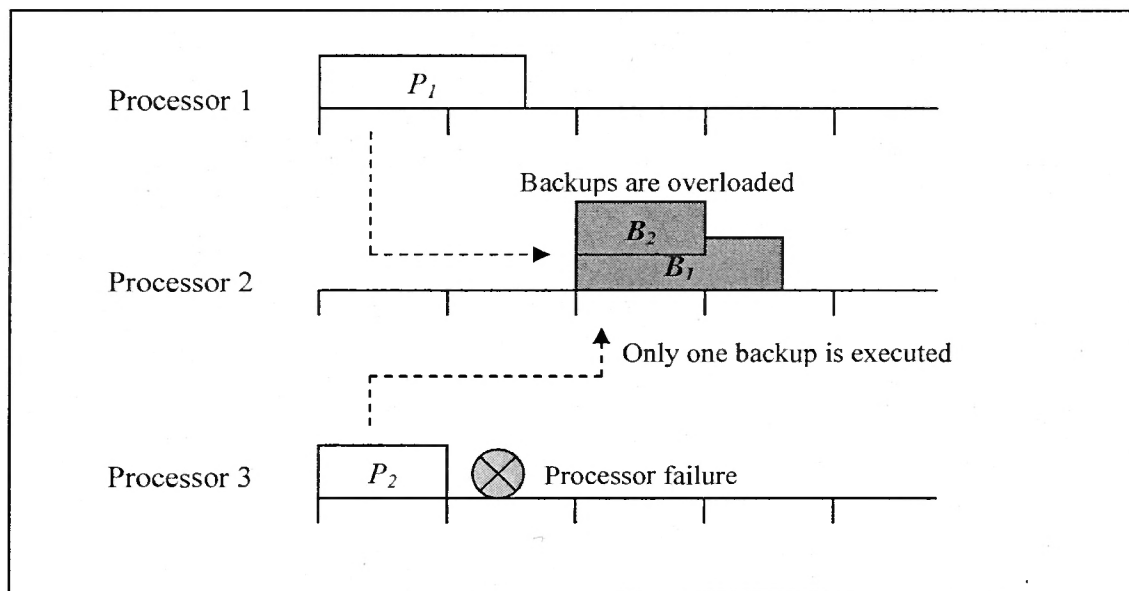 Processor 1
P1
Backups are overloaded
B2
B1
Processor 2
Only one backup is executed
Processor 3
P2
Processor failure